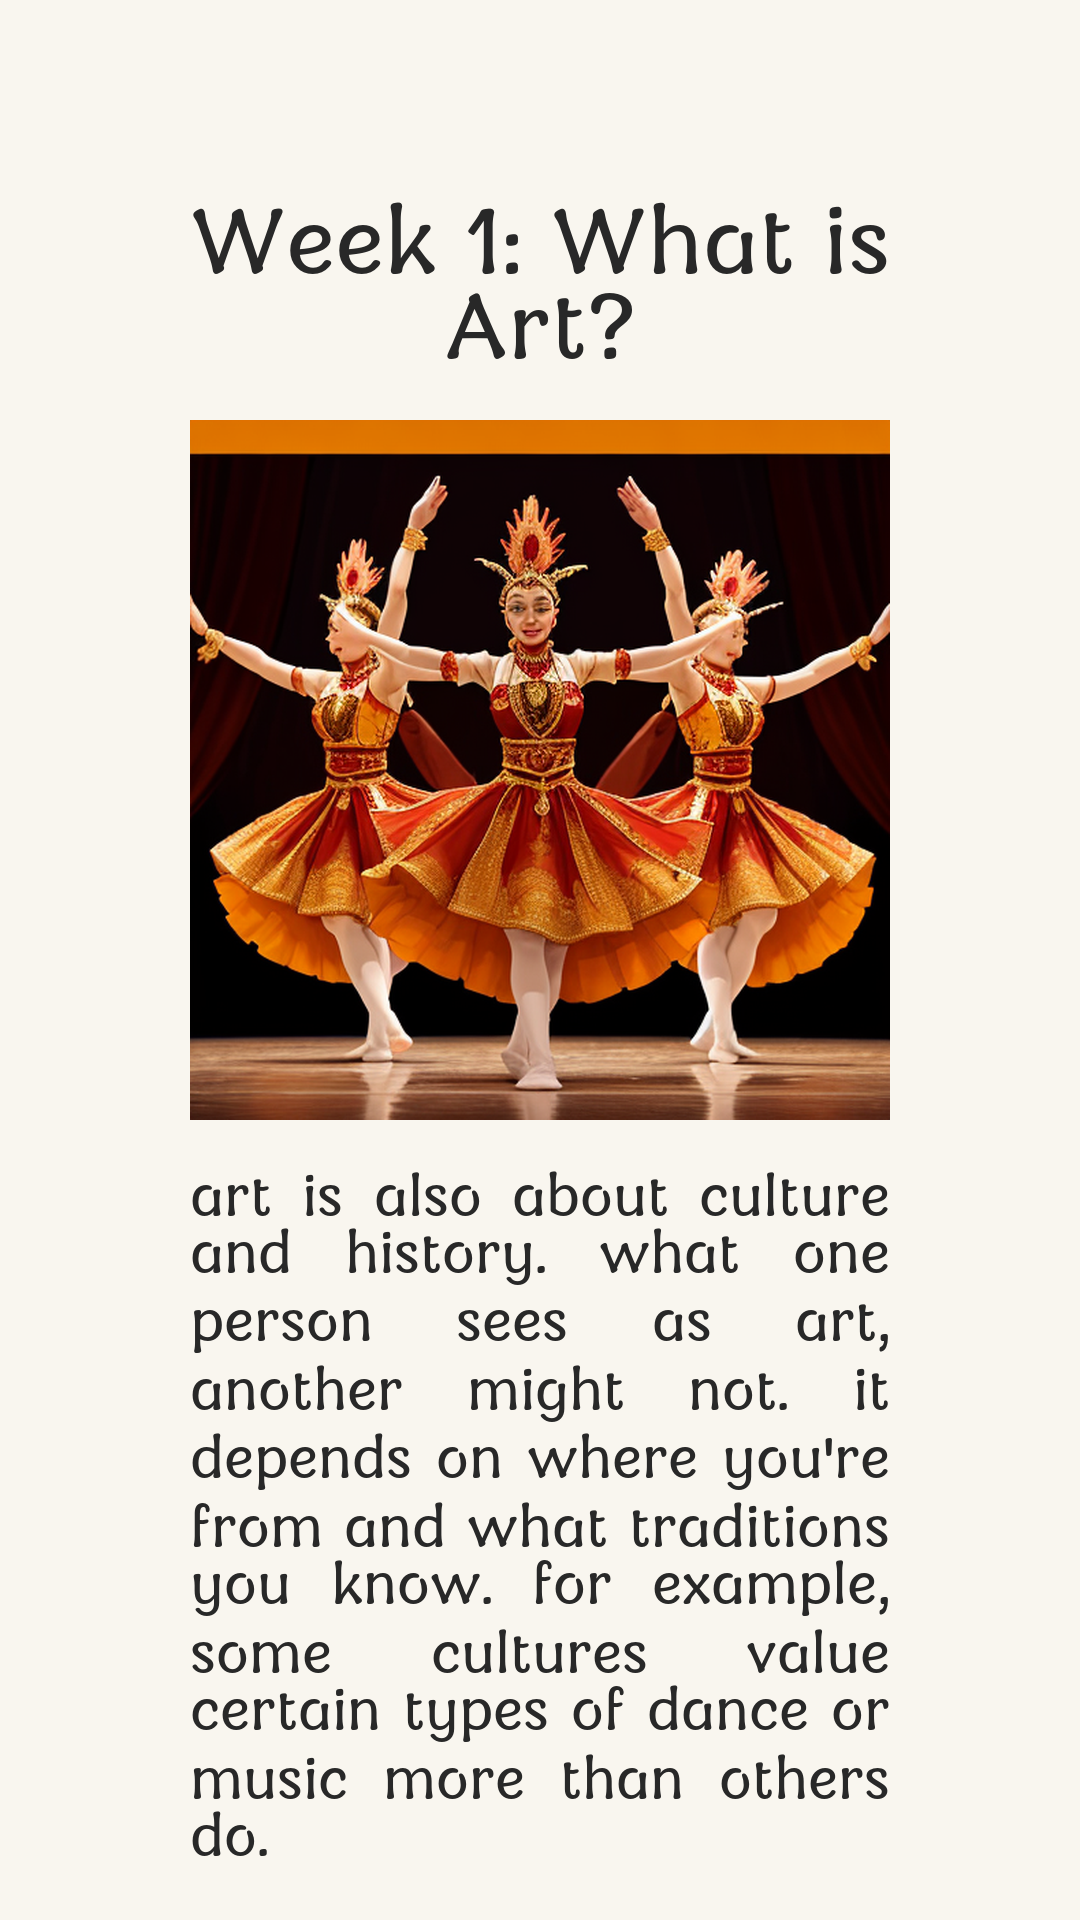 Week 1: What is
Art?
art is also about culture
and history. what one
person sees as art,
another might not. it
depends on where you're
from and what traditions
you know. for example,
some cultures value
certain types of dance or
music more than others
do.